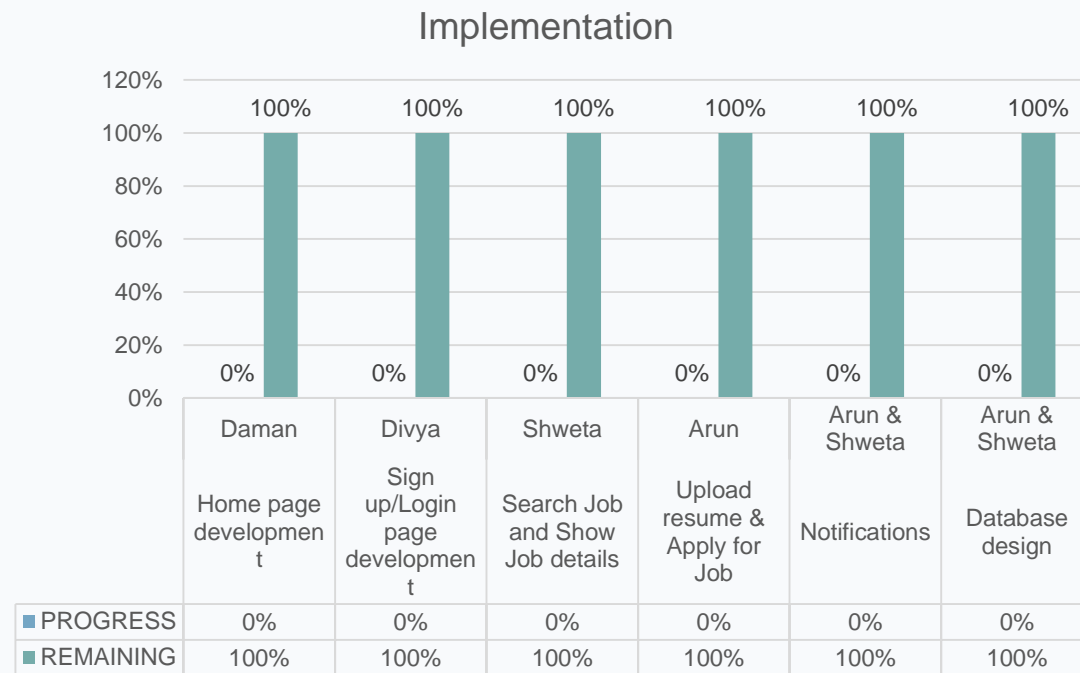 Implementation
120%
100%
80%
60%
40%
20%
0%
100% 100% 100% 100% 100% 100%
0% 0% 0% 0% 0% 0%
Daman
Divya
Shweta
Arun
Arun &
Shweta
Arun &
Shweta
Home page
developmen
t
Sign
up/Login
page
developmen
t
Search Job
and Show
Job details
Upload
resume &
Apply for
Job
Notifications
Database
design
PROGRESS 0% 0% 0% 0% 0% 0%
REMAINING 100% 100% 100% 100% 100% 100%